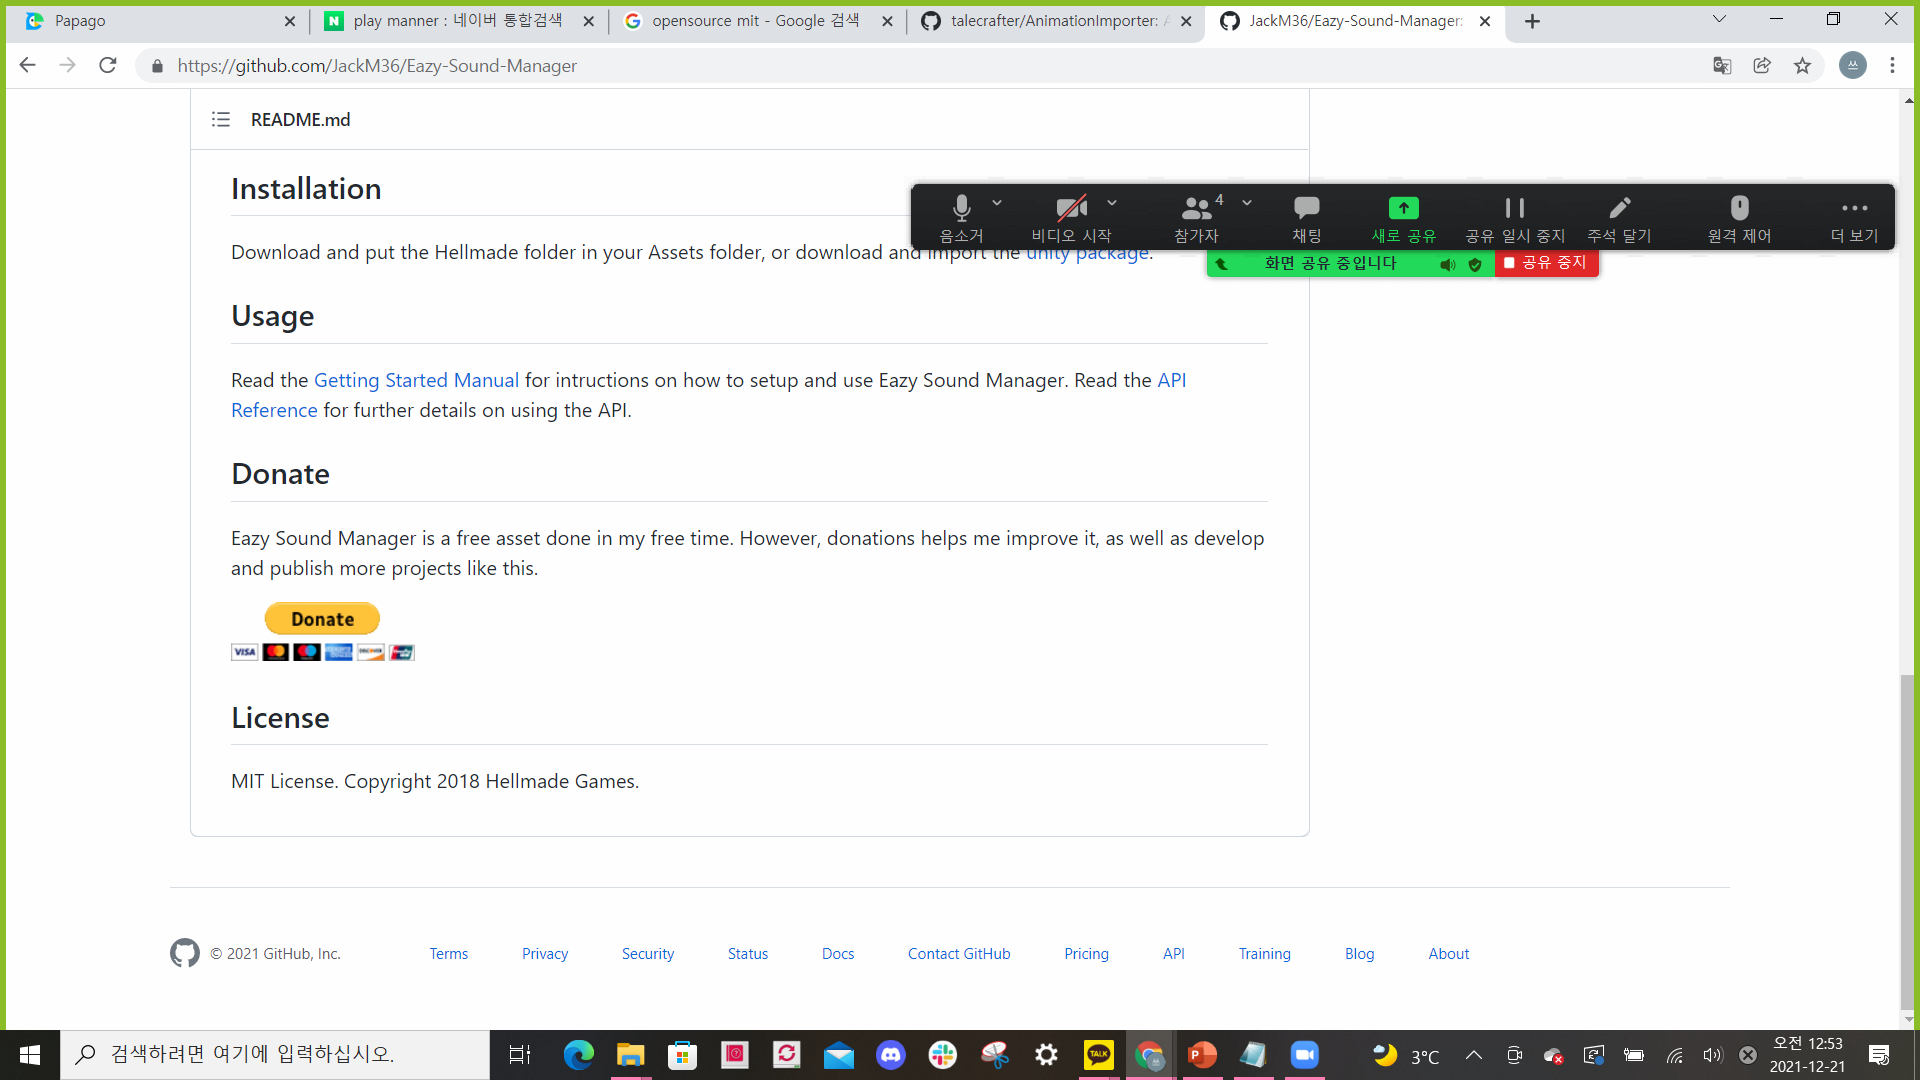 Papago
play manner : 네이버 통합검색
opensource mit - Google 검색
talecrafter/AnimationImporter:
JackM36/Eazy-Sound-Manager:
https://github.com/JackM36/Eazy-Sound-Manager
쓰
README.md
Installation
음소거
비디오 시작
4
참가자
채팅
새로 공유
공유 일시 중지
주석 달기
원격 제어
더 보기
화면 공유 중입니다
공유 중지
Download and put the Hellmade folder in your Assets folder, or download and import the unity package.
Usage
Read the Getting Started Manual for intructions on how to setup and use Eazy Sound Manager. Read the API
Reference for further details on using the API.
Donate
Eazy Sound Manager is a free asset done in my free time. However, donations helps me improve it, as well as develop
and publish more projects like this.
Donate
VISA
DISCOVER
License
MIT License. Copyright 2018 Hellmade Games.
© 2021 GitHub, Inc.
Terms
Privacy
Security
Status
Docs
Contact GitHub
Pricing
API
Training
Blog
About
검색하려면 여기에 입력하십시오.
TALK
3°C
오전 12:53
2021-12-21